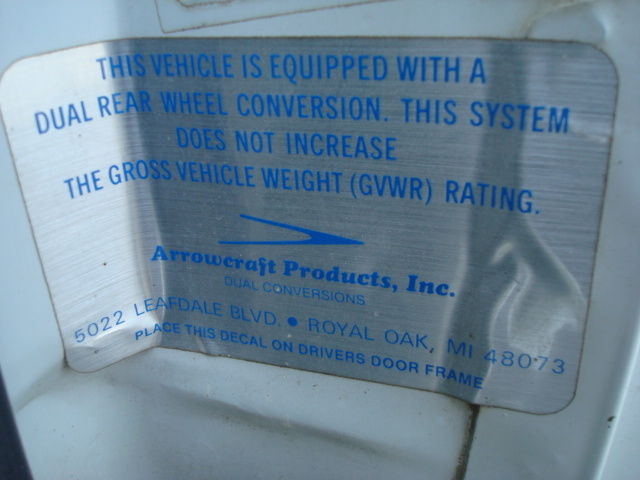 THIS VEHICLE IS EQUIPPED WITH A
DUAL REAR WHEEL CONVERSION. THIS SYSTEM
DOES NOT INCREASE
THE GROSS VEHICLE WEIGHT (GVWR) RATING.
Arrowcraft Products, Inc.
DUAL CONVERSIONS
5022 LEAFDALE BLVD. ● ROYAL OAK, MI 48073
PLACE THIS DECAL ON DRIVERS DOOR FRAME